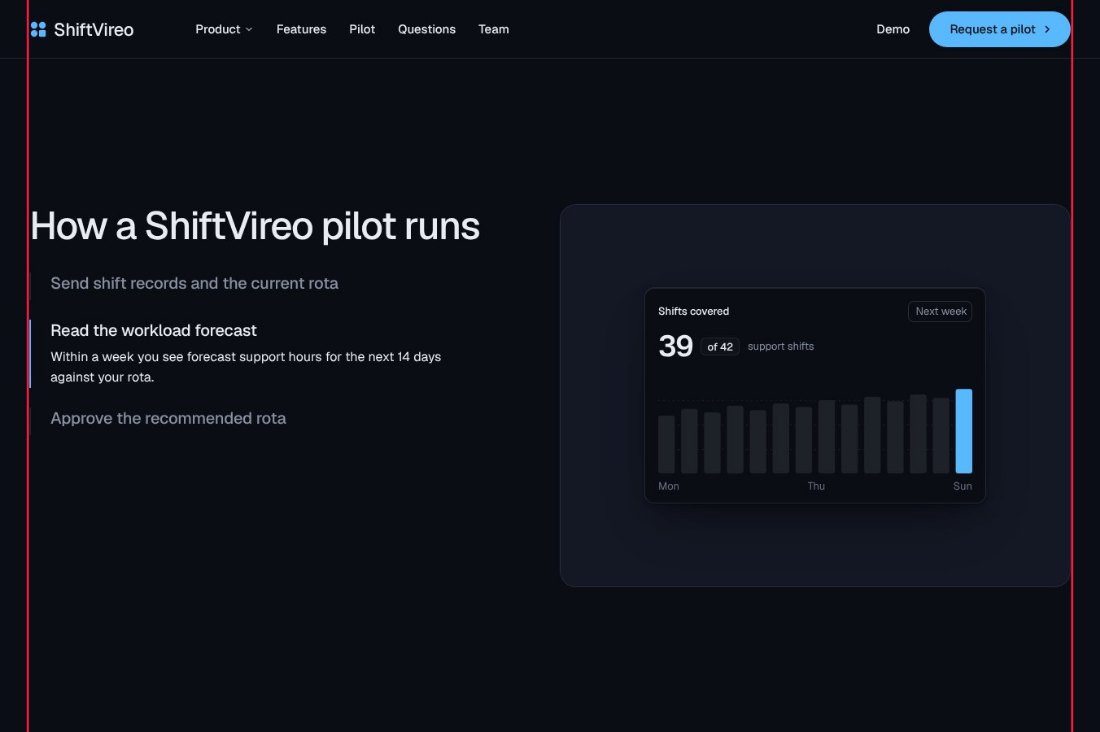 ShiftVireo
Product
Features
Pilot
Questions
Team
Demo
Request a pilot
How a ShiftVireo pilot runs
Send shift records and the current rota
Read the workload forecast
Within a week you see forecast support hours for the next 14 days
against your rota.
Approve the recommended rota
Shifts covered
Next week
39 of 42 support shifts
Mon Thu Sun